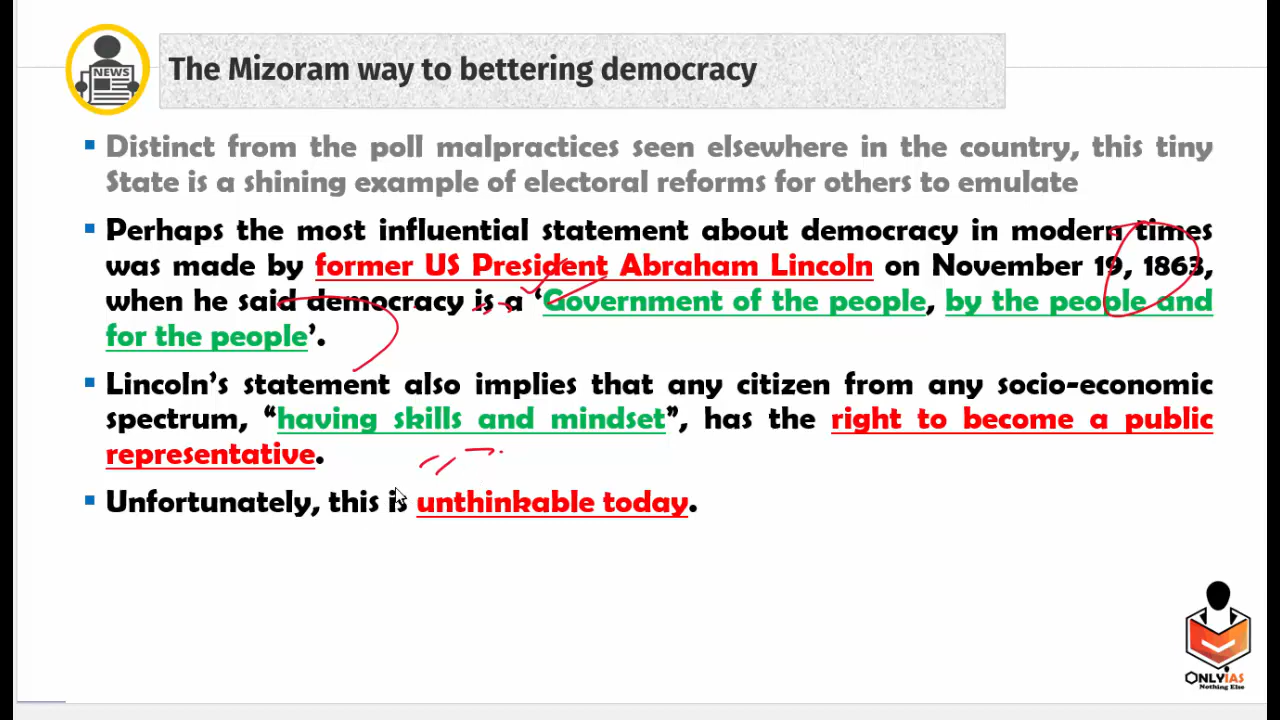 NEWS
The Mizoram way to bettering democracy
▪ Distinct from the poll malpractices seen elsewhere in the country, this tiny
State is a shining example of electoral reforms for others to emulate
▪ Perhaps the most influential statement about democracy in modern times
was made by former US President Abraham Lincoln on November 19, 1863,
when he said democracy is a ‘Government of the people, by the people and
for the people’.
▪ Lincoln’s statement also implies that any citizen from any socio-economic
spectrum, “having skills and mindset”, has the right to become a public
representative.
▪ Unfortunately, this is unthinkable today.
ONLYIAS
Nothing Else